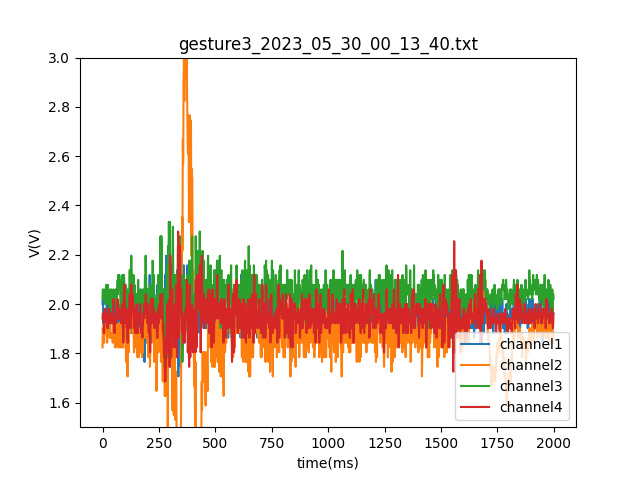 gesture3_2023_05_30_00_13_40.txt
3.0
2.8
2.6
2.4
2.2
2.0
1.8
1.6
V(V)
channel1
channel2
channel3
channel4
0 250 500 750 1000 1250 1500 1750 2000
time(ms)